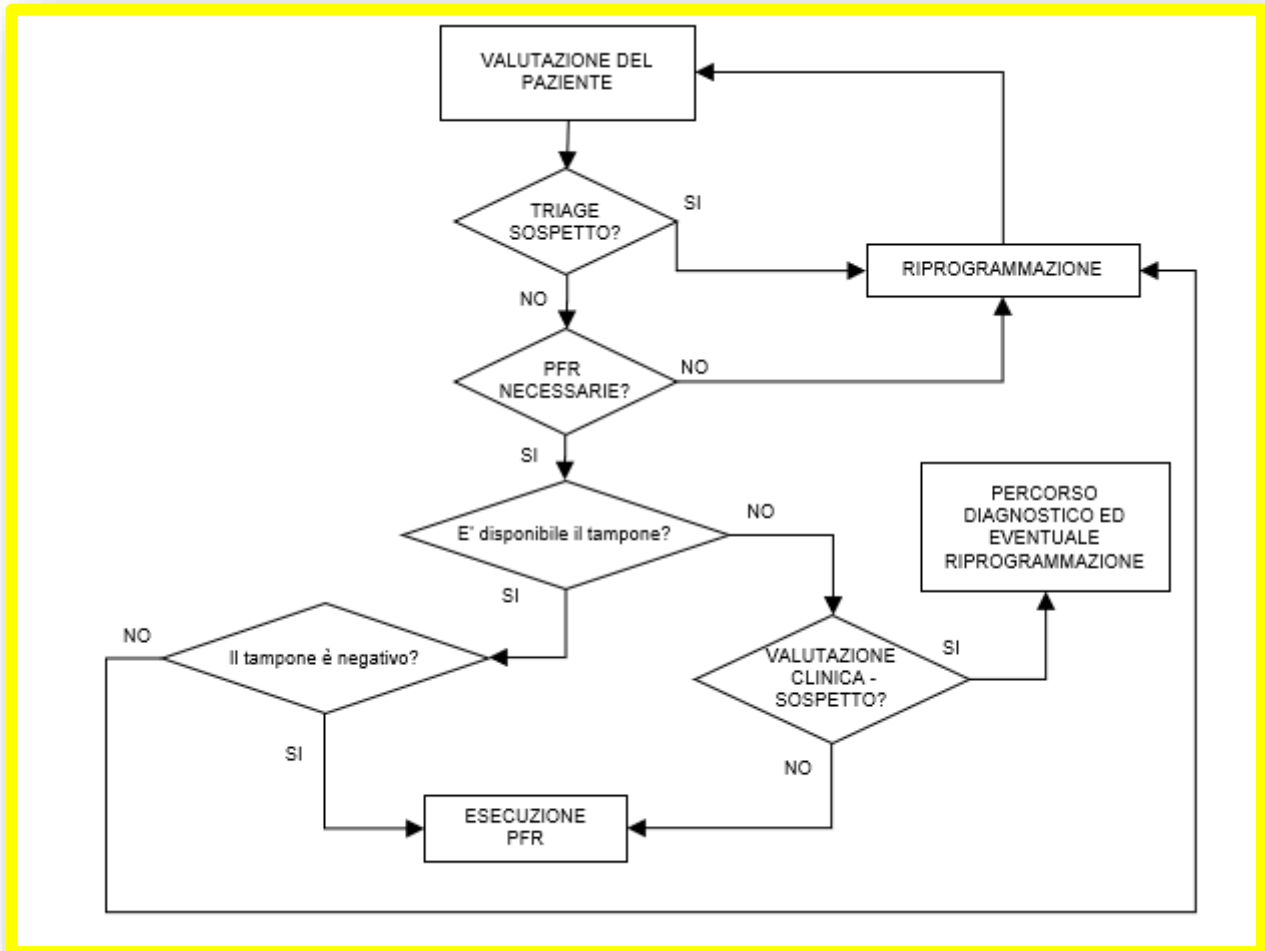 VALUTAZIONE DEL
PAZIENTE
TRIAGE
SOSPETTO?
SI
RIPROGRAMMAZIONE
NO
PFR
NECESSARIE?
NO
SI
E' disponibile il tampone?
NO
PERCORSO
DIAGNOSTICO ED
EVENTUALE
RIPROGRAMMAZIONE
SI
NO
Il tampone è negativo?
VALUTAZIONE
CLINICA -
SOSPETTO?
SI
SI
NO
ESECUZIONE
PFR